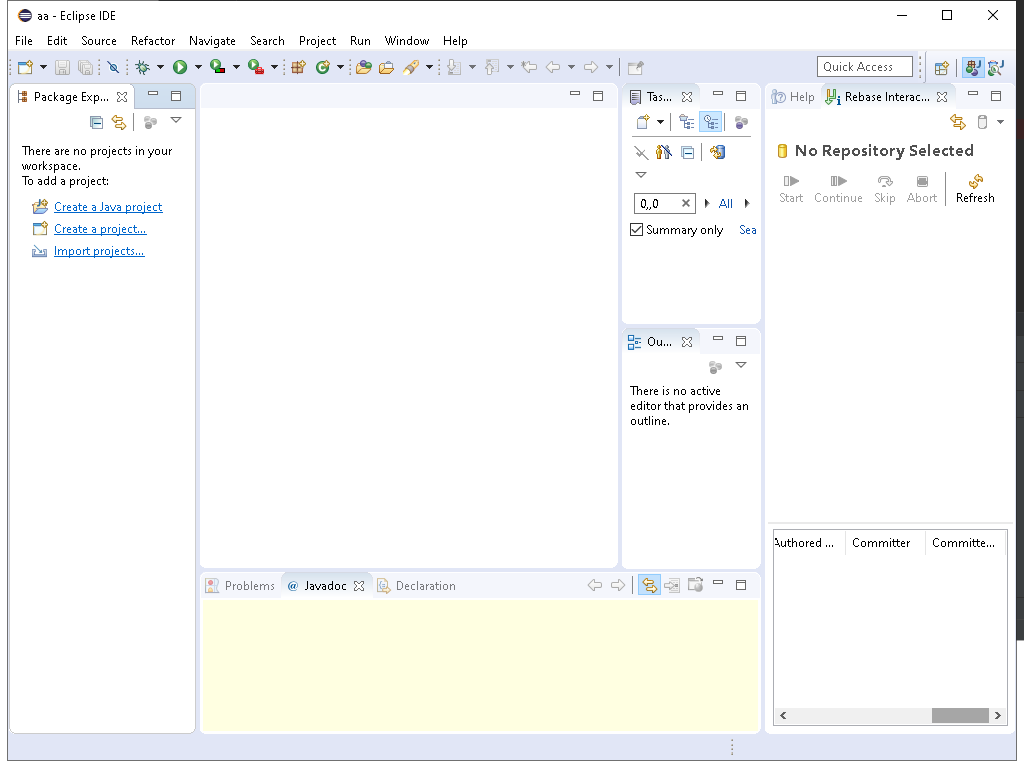 aa - Eclipse IDE
File Edit Source Refactor Navigate Search Project Run Window Help
Quick Access
Package Exp...
There are no projects in your
workspace.
To add a project:
Create a Java project
Create a project...
Import projects...
Tas...
0,,0
All
Summary only
Sea
Ou...
There is no active
editor that provides an
outline.
Help
Rebase Interac...
No Repository Selected
Start Continue Skip Abort Refresh
Authored ... Committer Committe...
Problems
@ Javadoc
Declaration